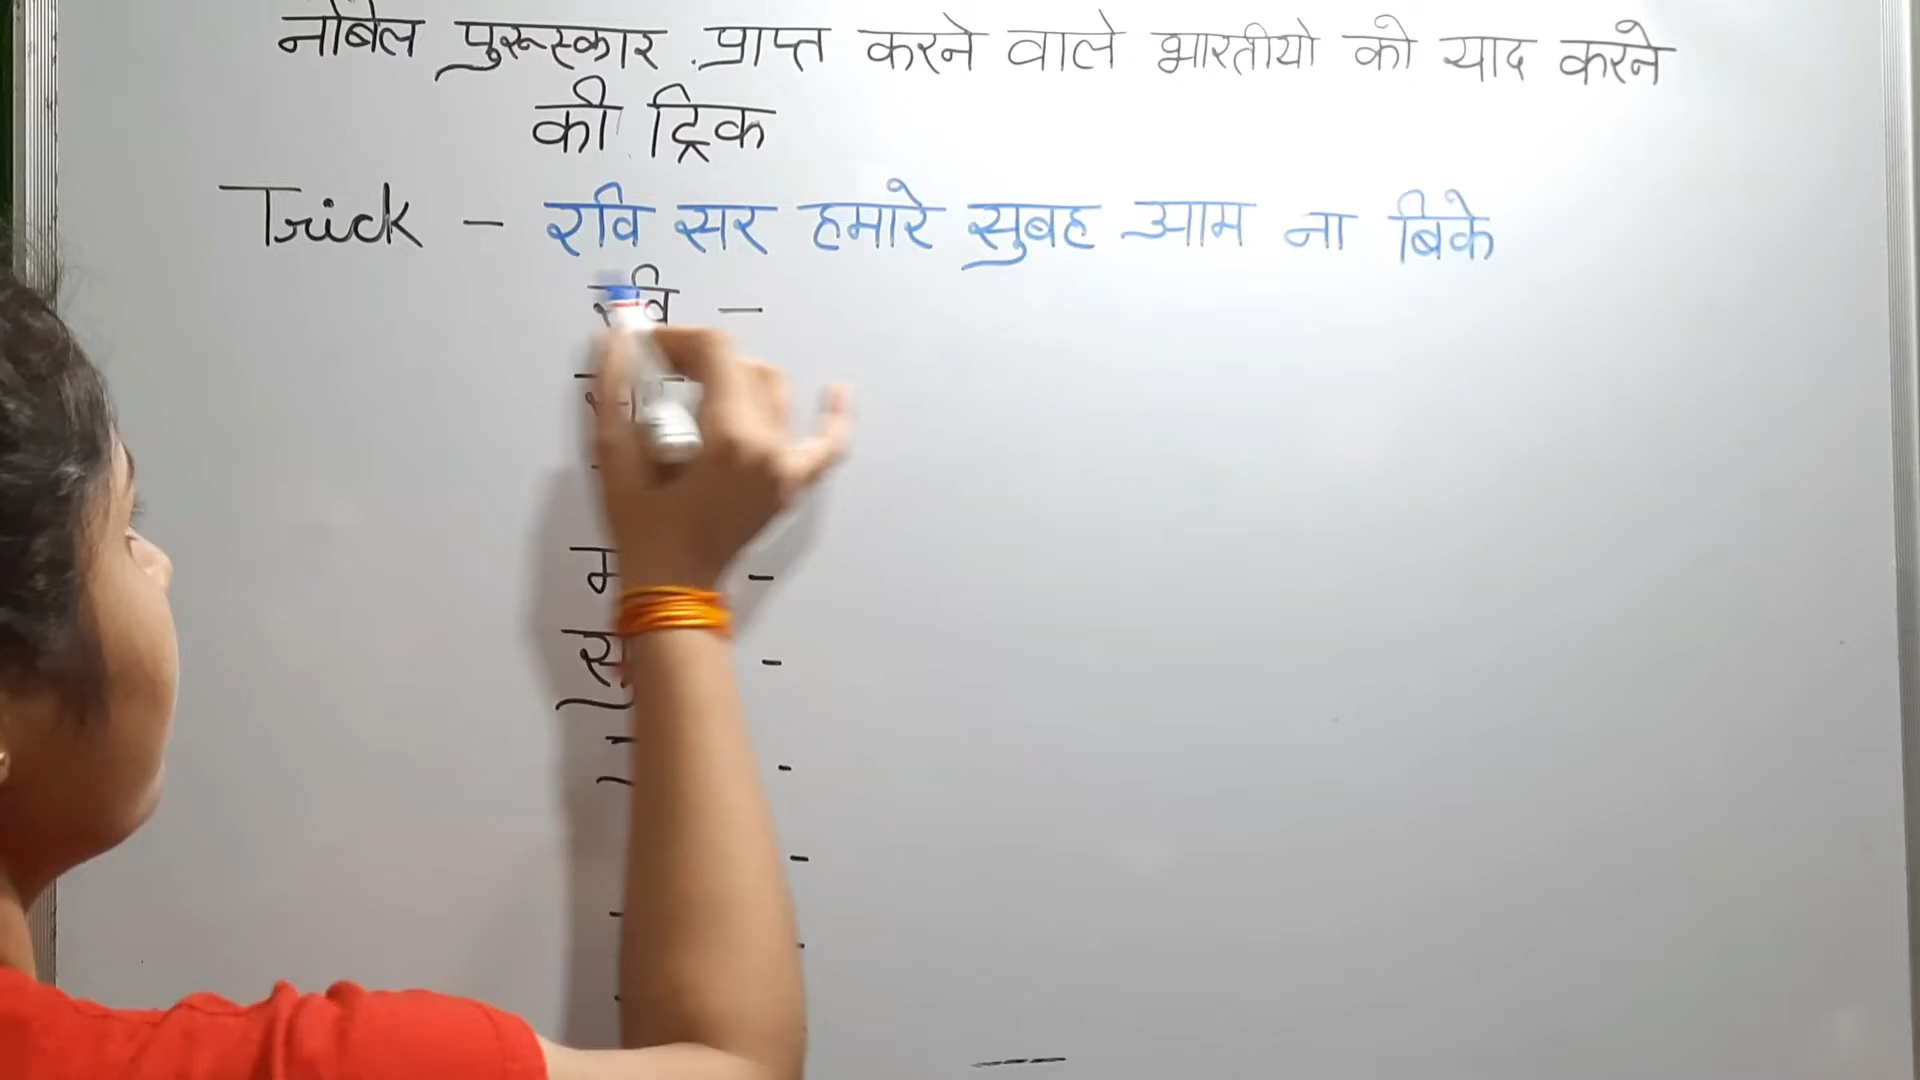 नोबेल पुरूस्कार प्राप्त करने वाले भारतीयो को याद करने
की ट्रिक
Trick - रवि सर हमारे सुबह आम ना बिके
रवि -
-
-
-
-
-